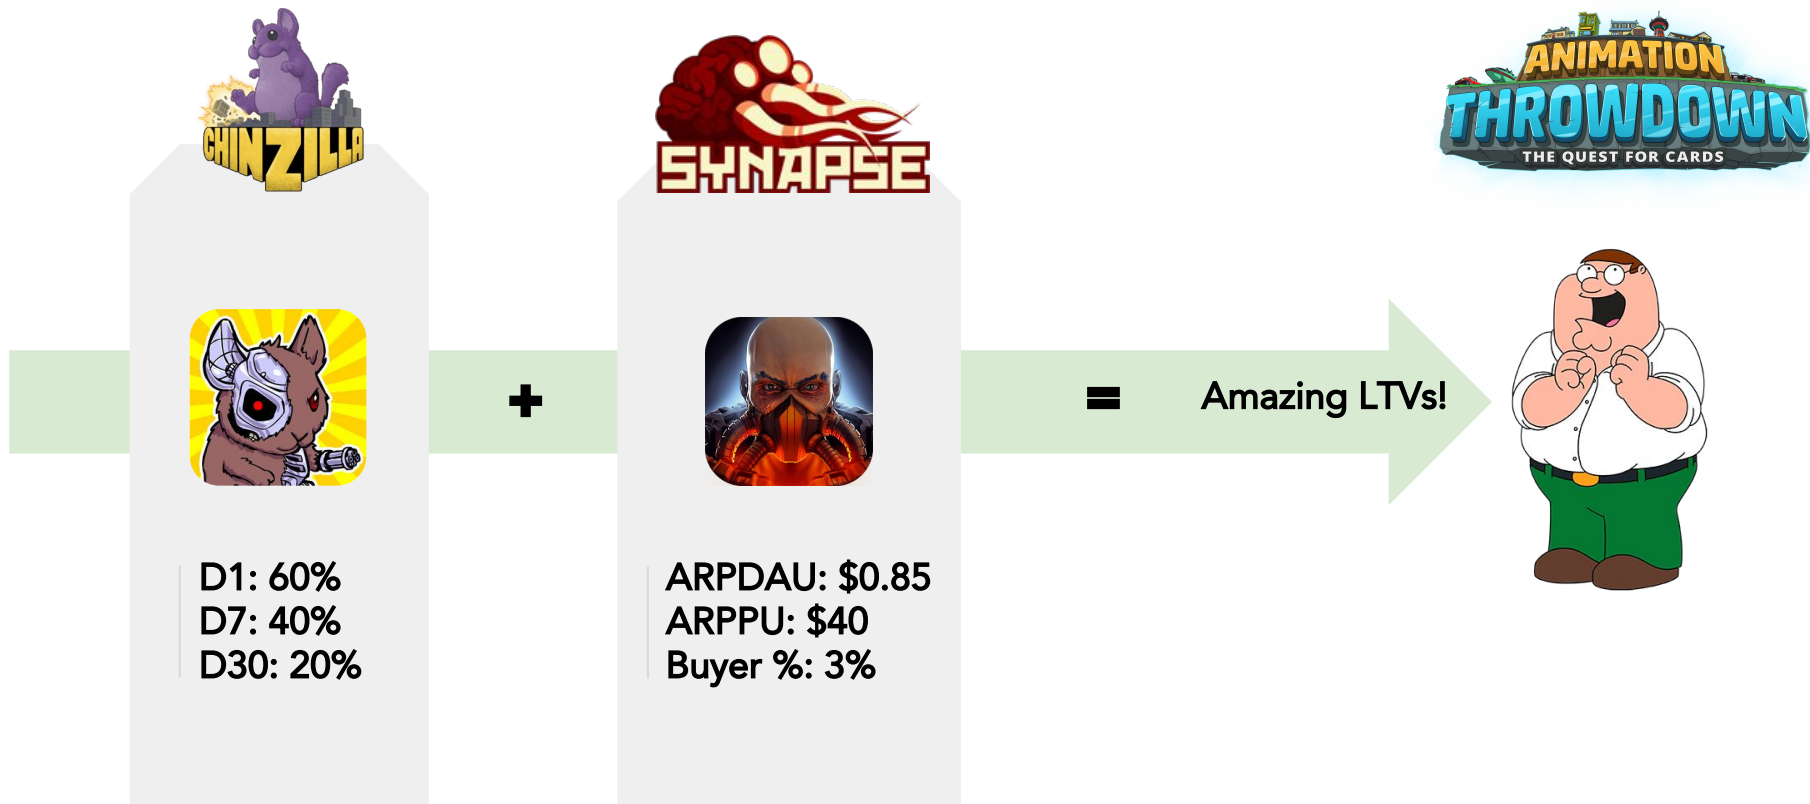 CHINZILLA
SYNAPSE
ANIMATION
THROWDOWN
THE QUEST FOR CARDS
+
=
Amazing LTVs!
D1: 60%
D7: 40%
D30: 20%
ARPDAU: $0.85
ARPPU: $40
Buyer %: 3%